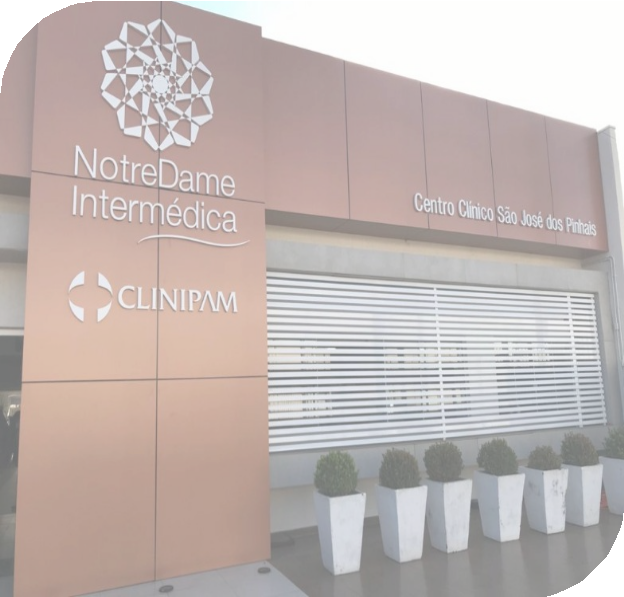 NotreDame
Intermédica
CLINIPAM
Centro Clínico São José dos Pinhais